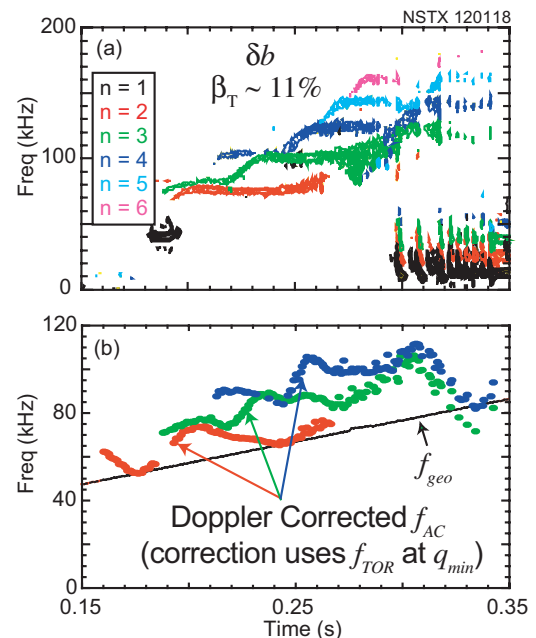 NSTX 120118
200
(a)
δb
β_T ~ 11%
n = 1
n = 2
n = 3
n = 4
n = 5
n = 6
Freq (kHz)
100
0
120
(b)
80
Freq (kHz)
f_geo
40
Doppler Corrected f_AC
(correction uses f_TOR at q_min)
0
0.15
0.25
0.35
Time (s)